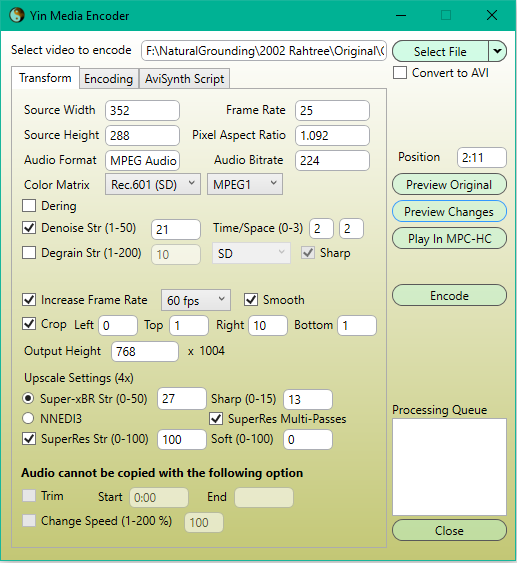 Yin Media Encoder
Select video to encode F:\NaturalGrounding\2002 Rahtree\Original\ Select File
Convert to AVI
Transform Encoding AviSynth Script
Source Width 352 Frame Rate 25
Source Height 288 Pixel Aspect Ratio 1.092
Audio Format MPEG Audio Audio Bitrate 224 Position 2:11
Color Matrix Rec.601 (SD) MPEG1 Preview Original
Dering Preview Changes
Denoise Str (1-50) 21 Time/Space (0-3) 2 2 Play In MPC-HC
Degrain Str (1-200) 10 SD Sharp
Increase Frame Rate 60 fps Smooth Encode
Crop Left 0 Top 1 Right 10 Bottom 1
Output Height 768 x 1004
Upscale Settings (4x)
Super-xBR Str (0-50) 27 Sharp (0-15) 13
NNEDI3 SuperRes Multi-Passes Processing Queue
SuperRes Str (0-100) 100 Soft (0-100) 0
Audio cannot be copied with the following option
Trim Start 0:00 End
Change Speed (1-200 %) 100 Close